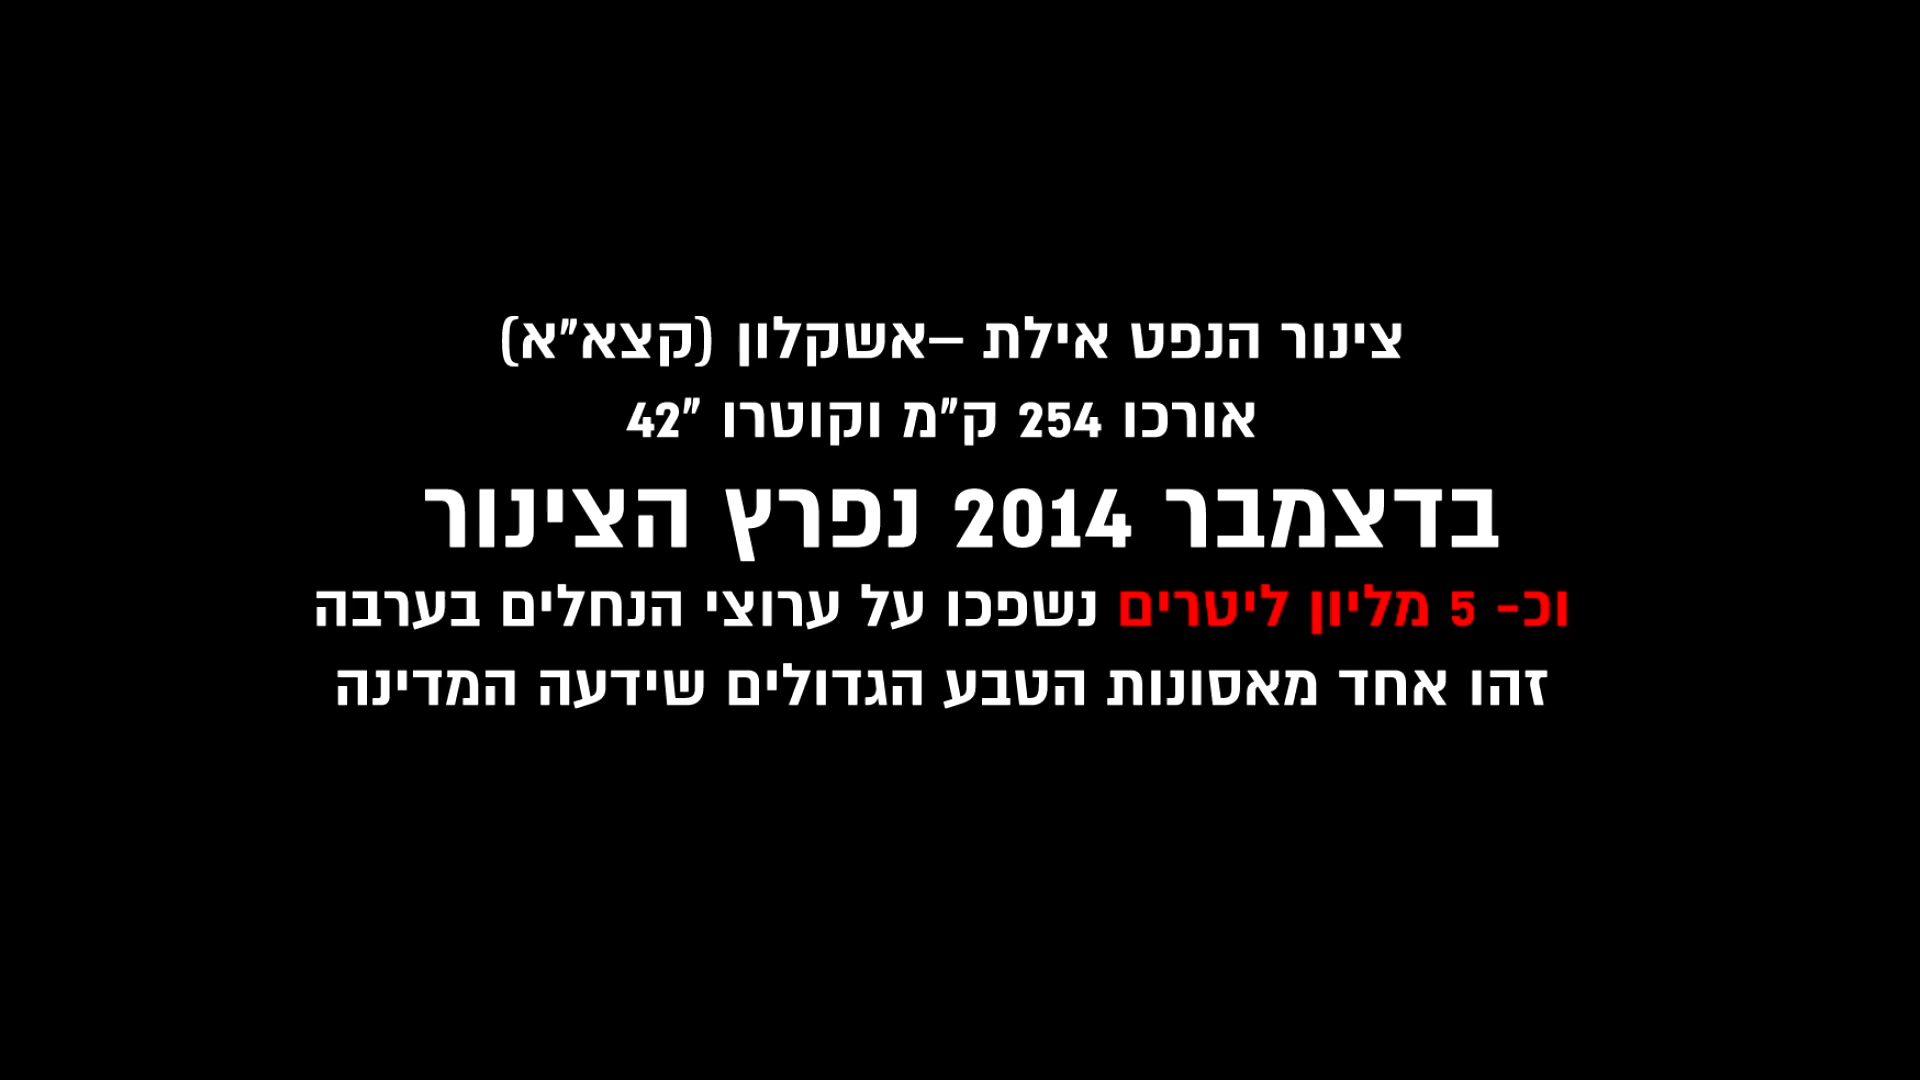 צינור הנפט אילת –אשקלון (קצא"א)
אורכו 254 ק"מ וקוטרו "42
בדצמבר 2014 נפרץ הצינור
וכ- 5 מליון ליטרים נשפכו על ערוצי הנחלים בערבה
זהו אחד מאסונות הטבע הגדולים שידעה המדינה